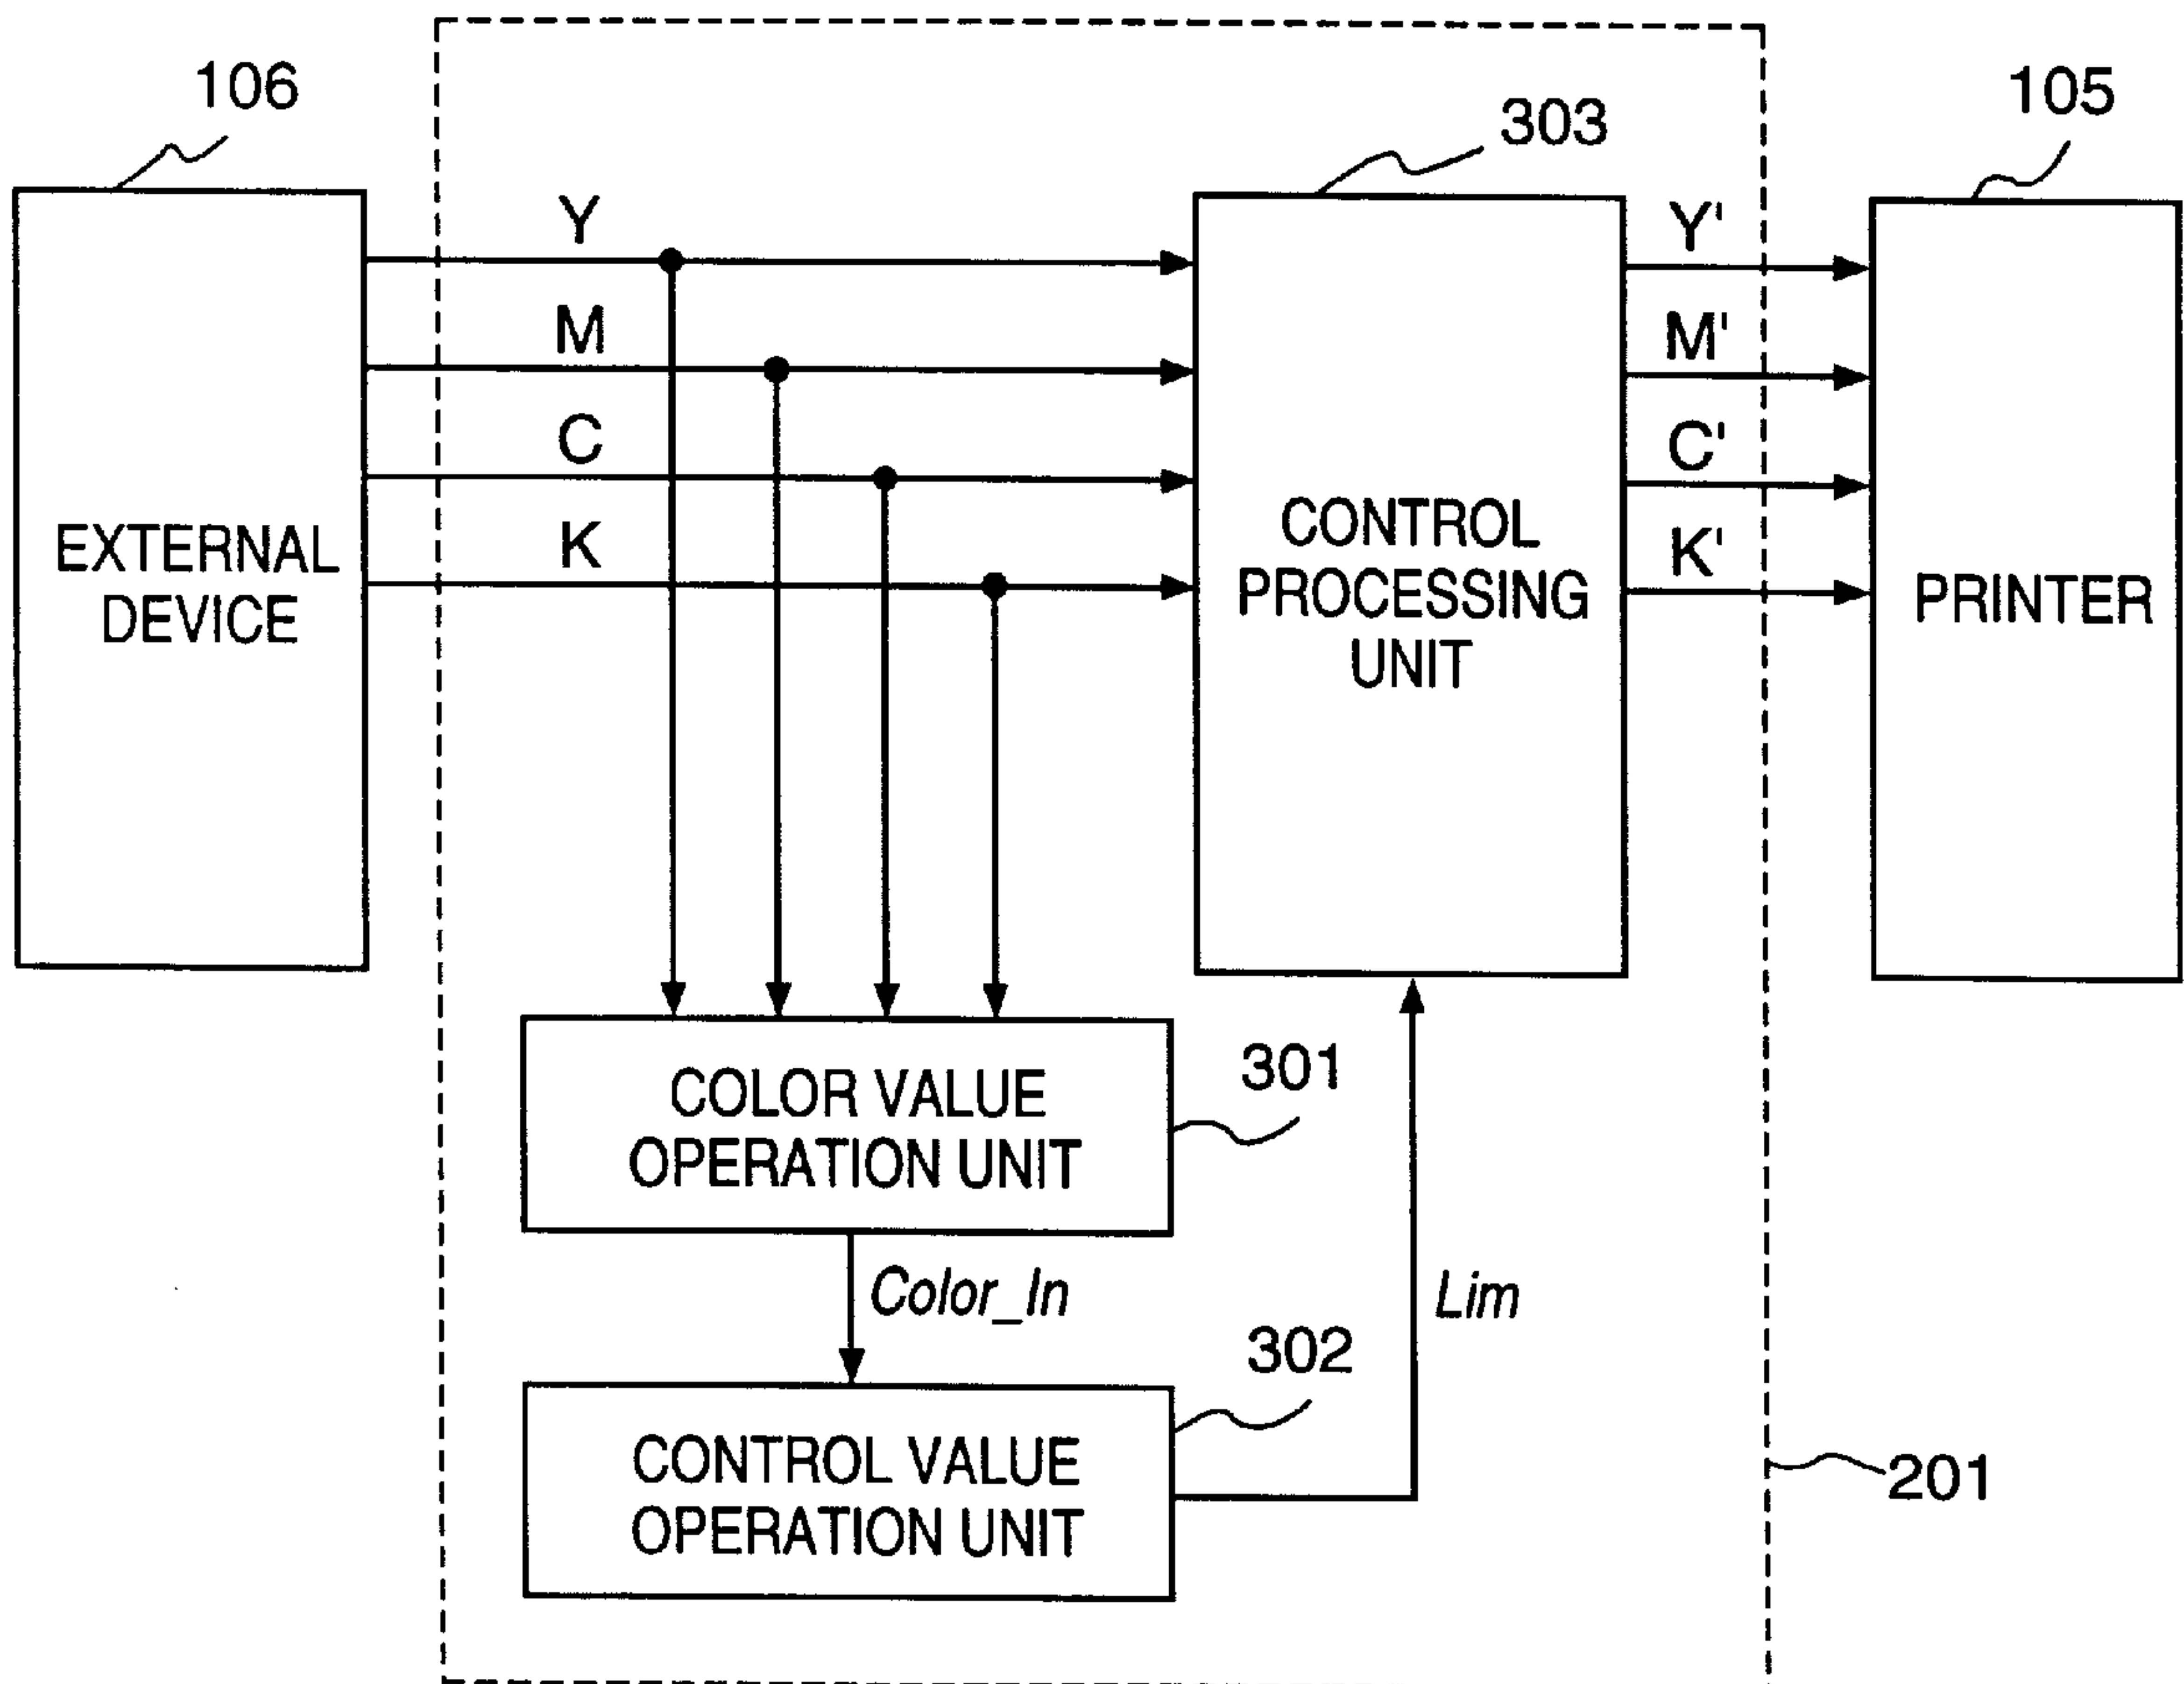 106
303
105
Y
M
C
K
Y'
M'
C'
K'
EXTERNAL
DEVICE
CONTROL
PROCESSING
UNIT
PRINTER
COLOR VALUE
OPERATION UNIT
301
Color_In
Lim
302
CONTROL VALUE
OPERATION UNIT
201